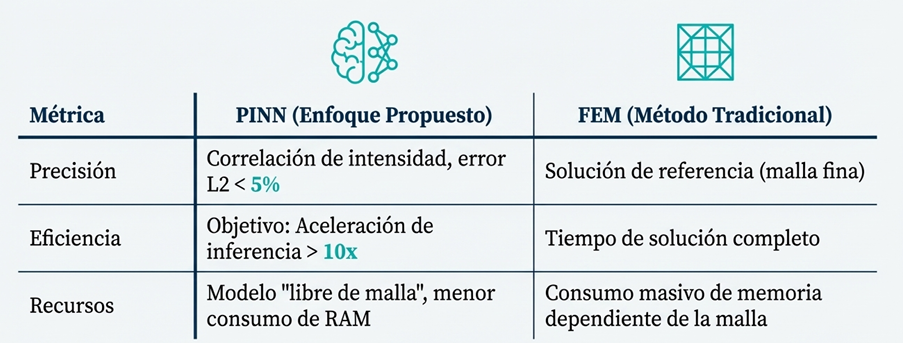 Métrica
PINN (Enfoque Propuesto)
FEM (Método Tradicional)
Precisión
Correlación de intensidad, error
L2 < 5%
Solución de referencia (malla fina)
Eficiencia
Objetivo: Aceleración de
inferencia > 10x
Tiempo de solución completo
Recursos
Modelo "libre de malla", menor
consumo de RAM
Consumo masivo de memoria
dependiente de la malla